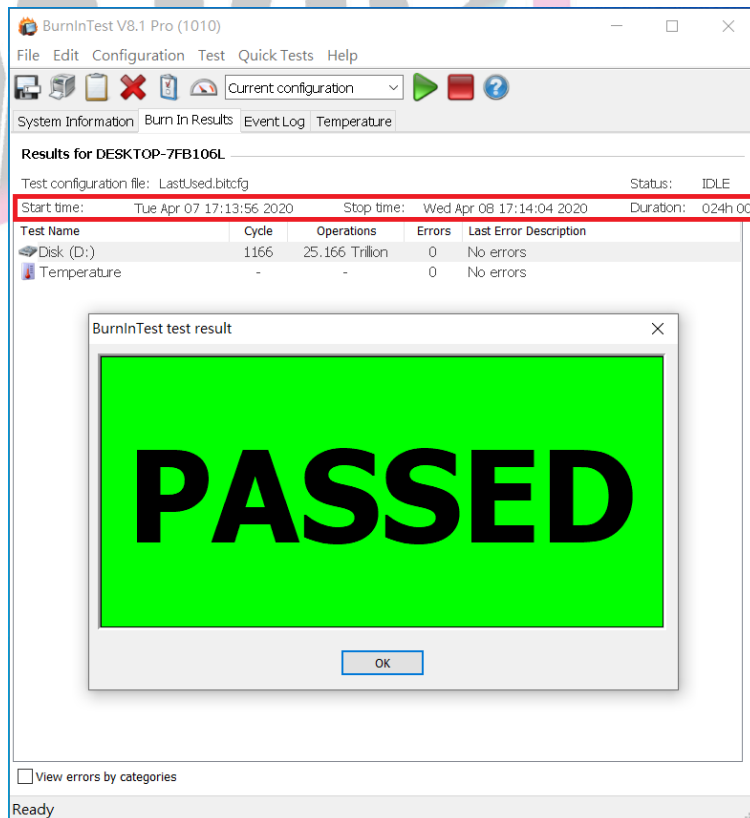 BurnInTest V8.1 Pro (1010)
File Edit Configuration Test Quick Tests Help
Current configuration
System Information Burn In Results Event Log Temperature
Results for DESKTOP-7FB106L
Test configuration file: LastUsed.bitcfg Status: IDLE
Start time: Tue Apr 07 17:13:56 2020 Stop time: Wed Apr 08 17:14:04 2020 Duration: 024h 00
Test Name Cycle Operations Errors Last Error Description
Disk (D:) 1166 25.166 Trillion 0 No errors
Temperature - - 0 No errors
BurnInTest test result
PASSED
OK
View errors by categories
Ready